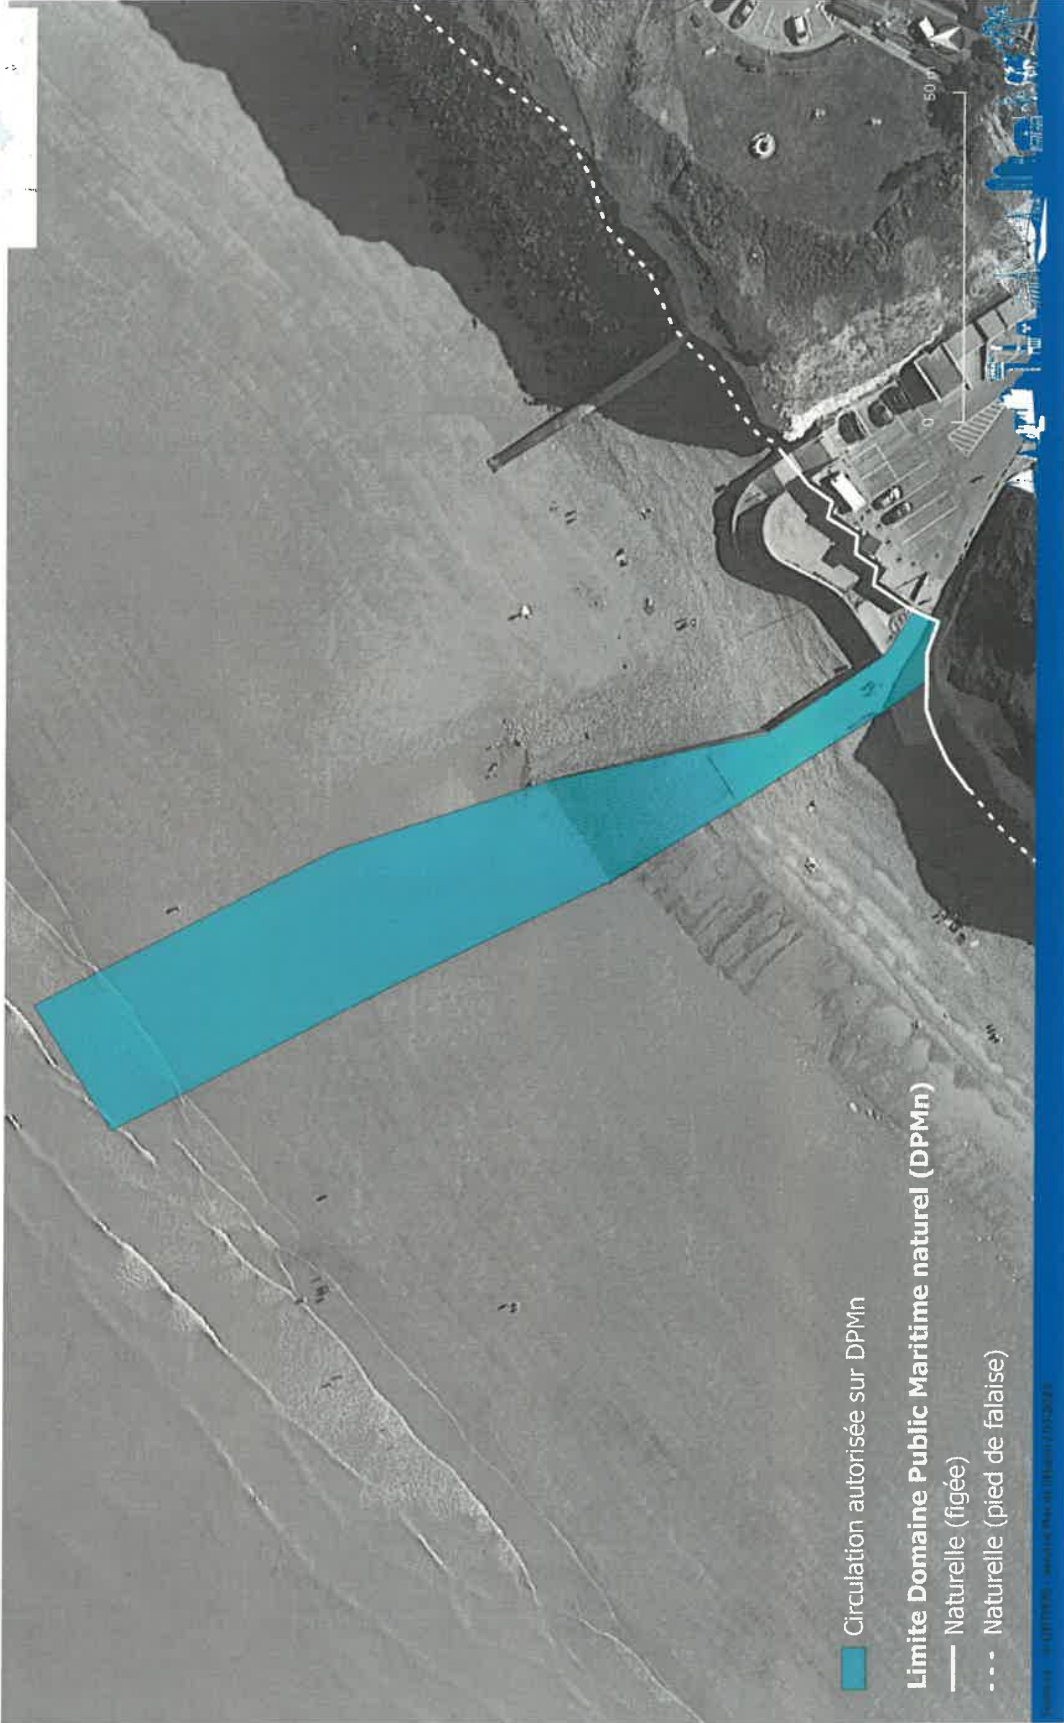 Circulation autorisée sur DPMn
Limite Domaine Public Maritime naturel (DPMn)
Naturelle (figée)
Naturelle (pied de falaise)
0
50 m